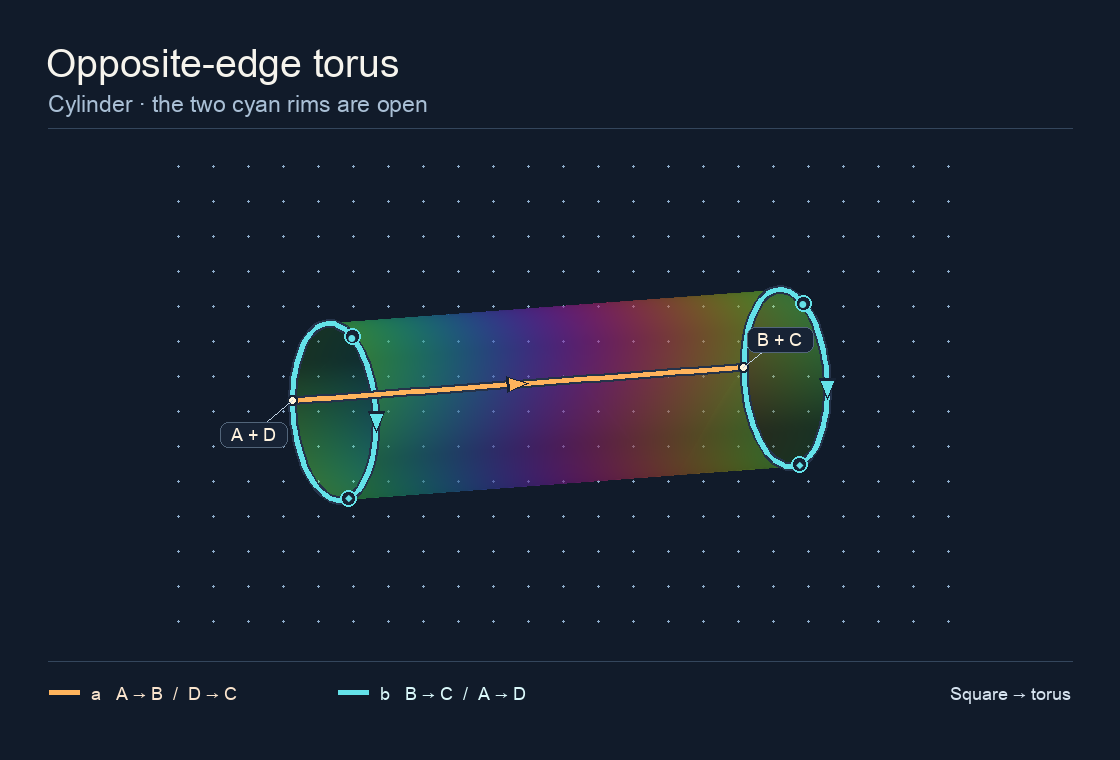 Opposite-edge torus
Cylinder · the two cyan rims are open
B + C
A + D
a A→B / D→C
b B→C / A→D
Square→torus